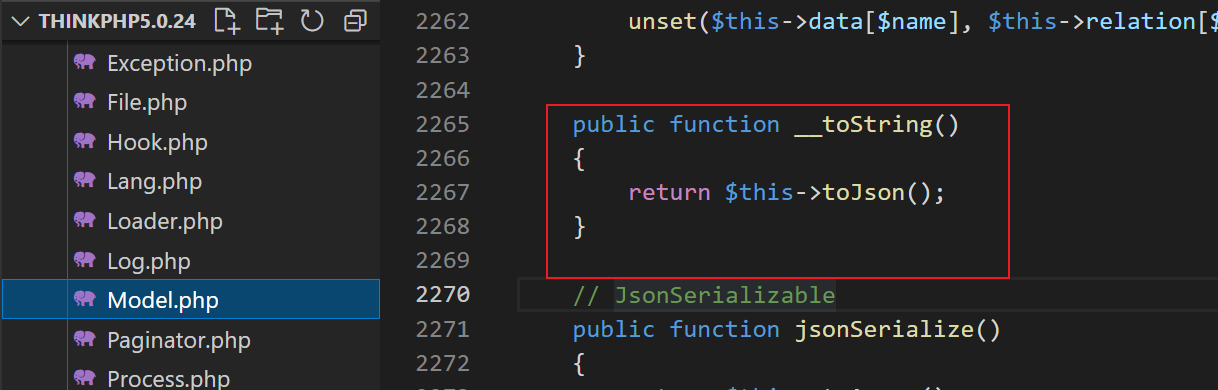 THINKPHP5.0.24
Exception.php
File.php
Hook.php
Lang.php
Loader.php
Log.php
Model.php
Paginator.php
Process.php
2262 unset($this->data[$name], $this->relation[$
2263 }
2264
2265 public function __toString()
2266 {
2267 return $this->toJson();
2268 }
2269
2270 // JsonSerializable
2271 public function jsonSerialize()
2272 {